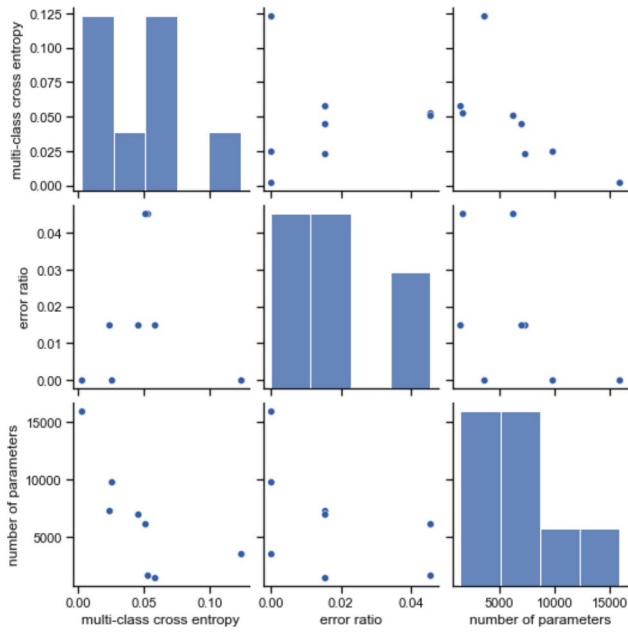 multi-class cross entropy
0.125
0.100
0.075
0.050
0.025
0.000
error ratio
0.04
0.03
0.02
0.01
0.00
number of parameters
15000
10000
5000
0.00 0.05 0.10 0.00 0.02 0.04 5000 10000 15000
multi-class cross entropy error ratio number of parameters